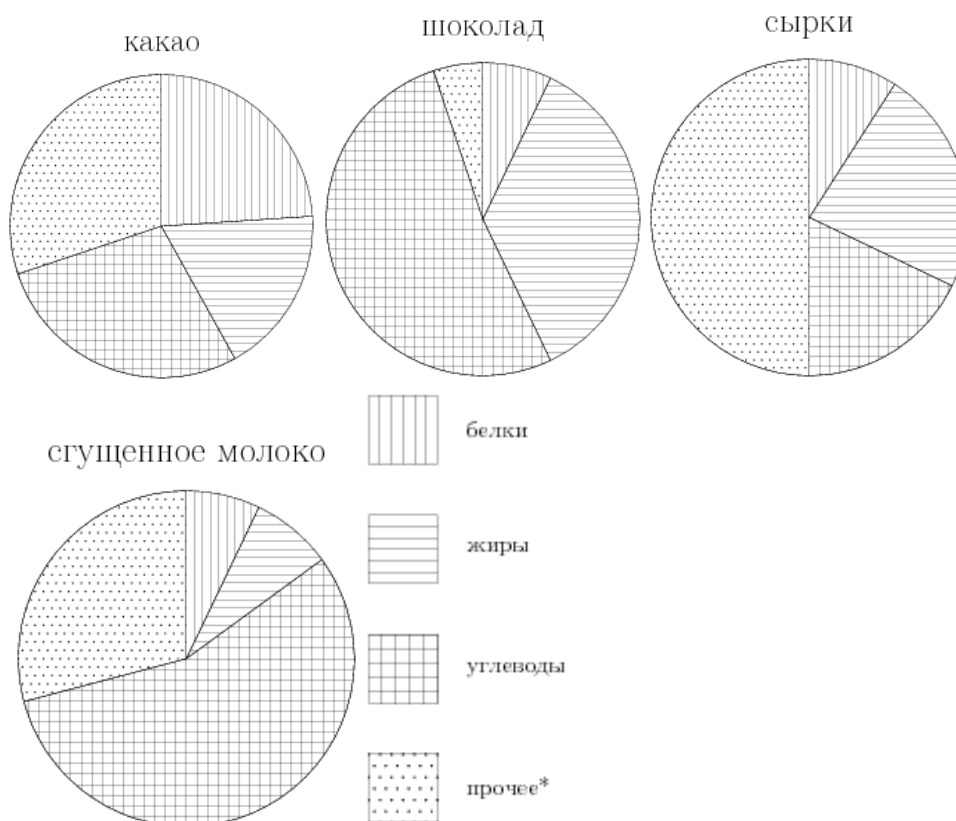 какао
шоколад
сырки
сгущенное молоко
белки
жиры
углеводы
прочее*